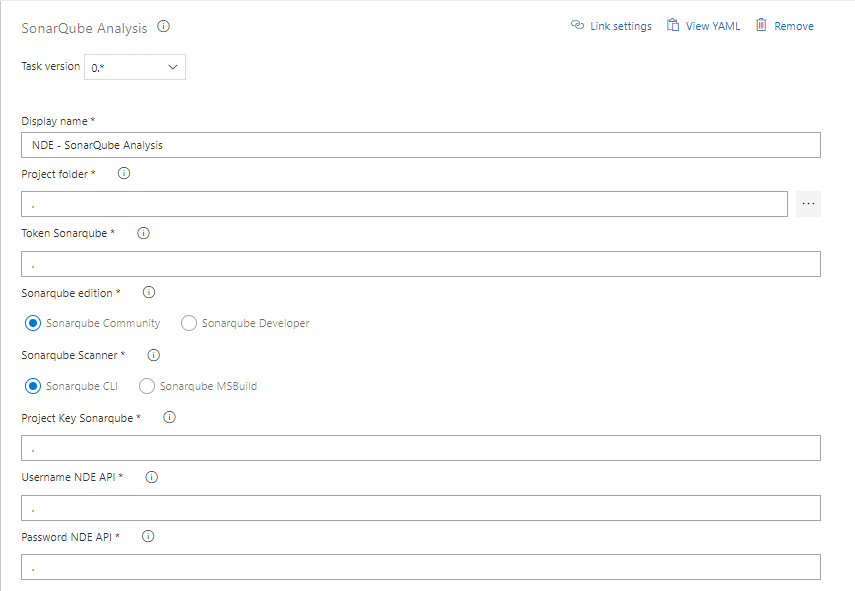 SonarQube Analysis
Link settings View YAML Remove
Task version 0.*
Display name *
NDE - SonarQube Analysis
Project folder *
. ...
Token Sonarqube *
.
Sonarqube edition *
Sonarqube Community Sonarqube Developer
Sonarqube Scanner *
Sonarqube CLI Sonarqube MSBuild
Project Key Sonarqube *
.
Username NDE API *
.
Password NDE API *
.